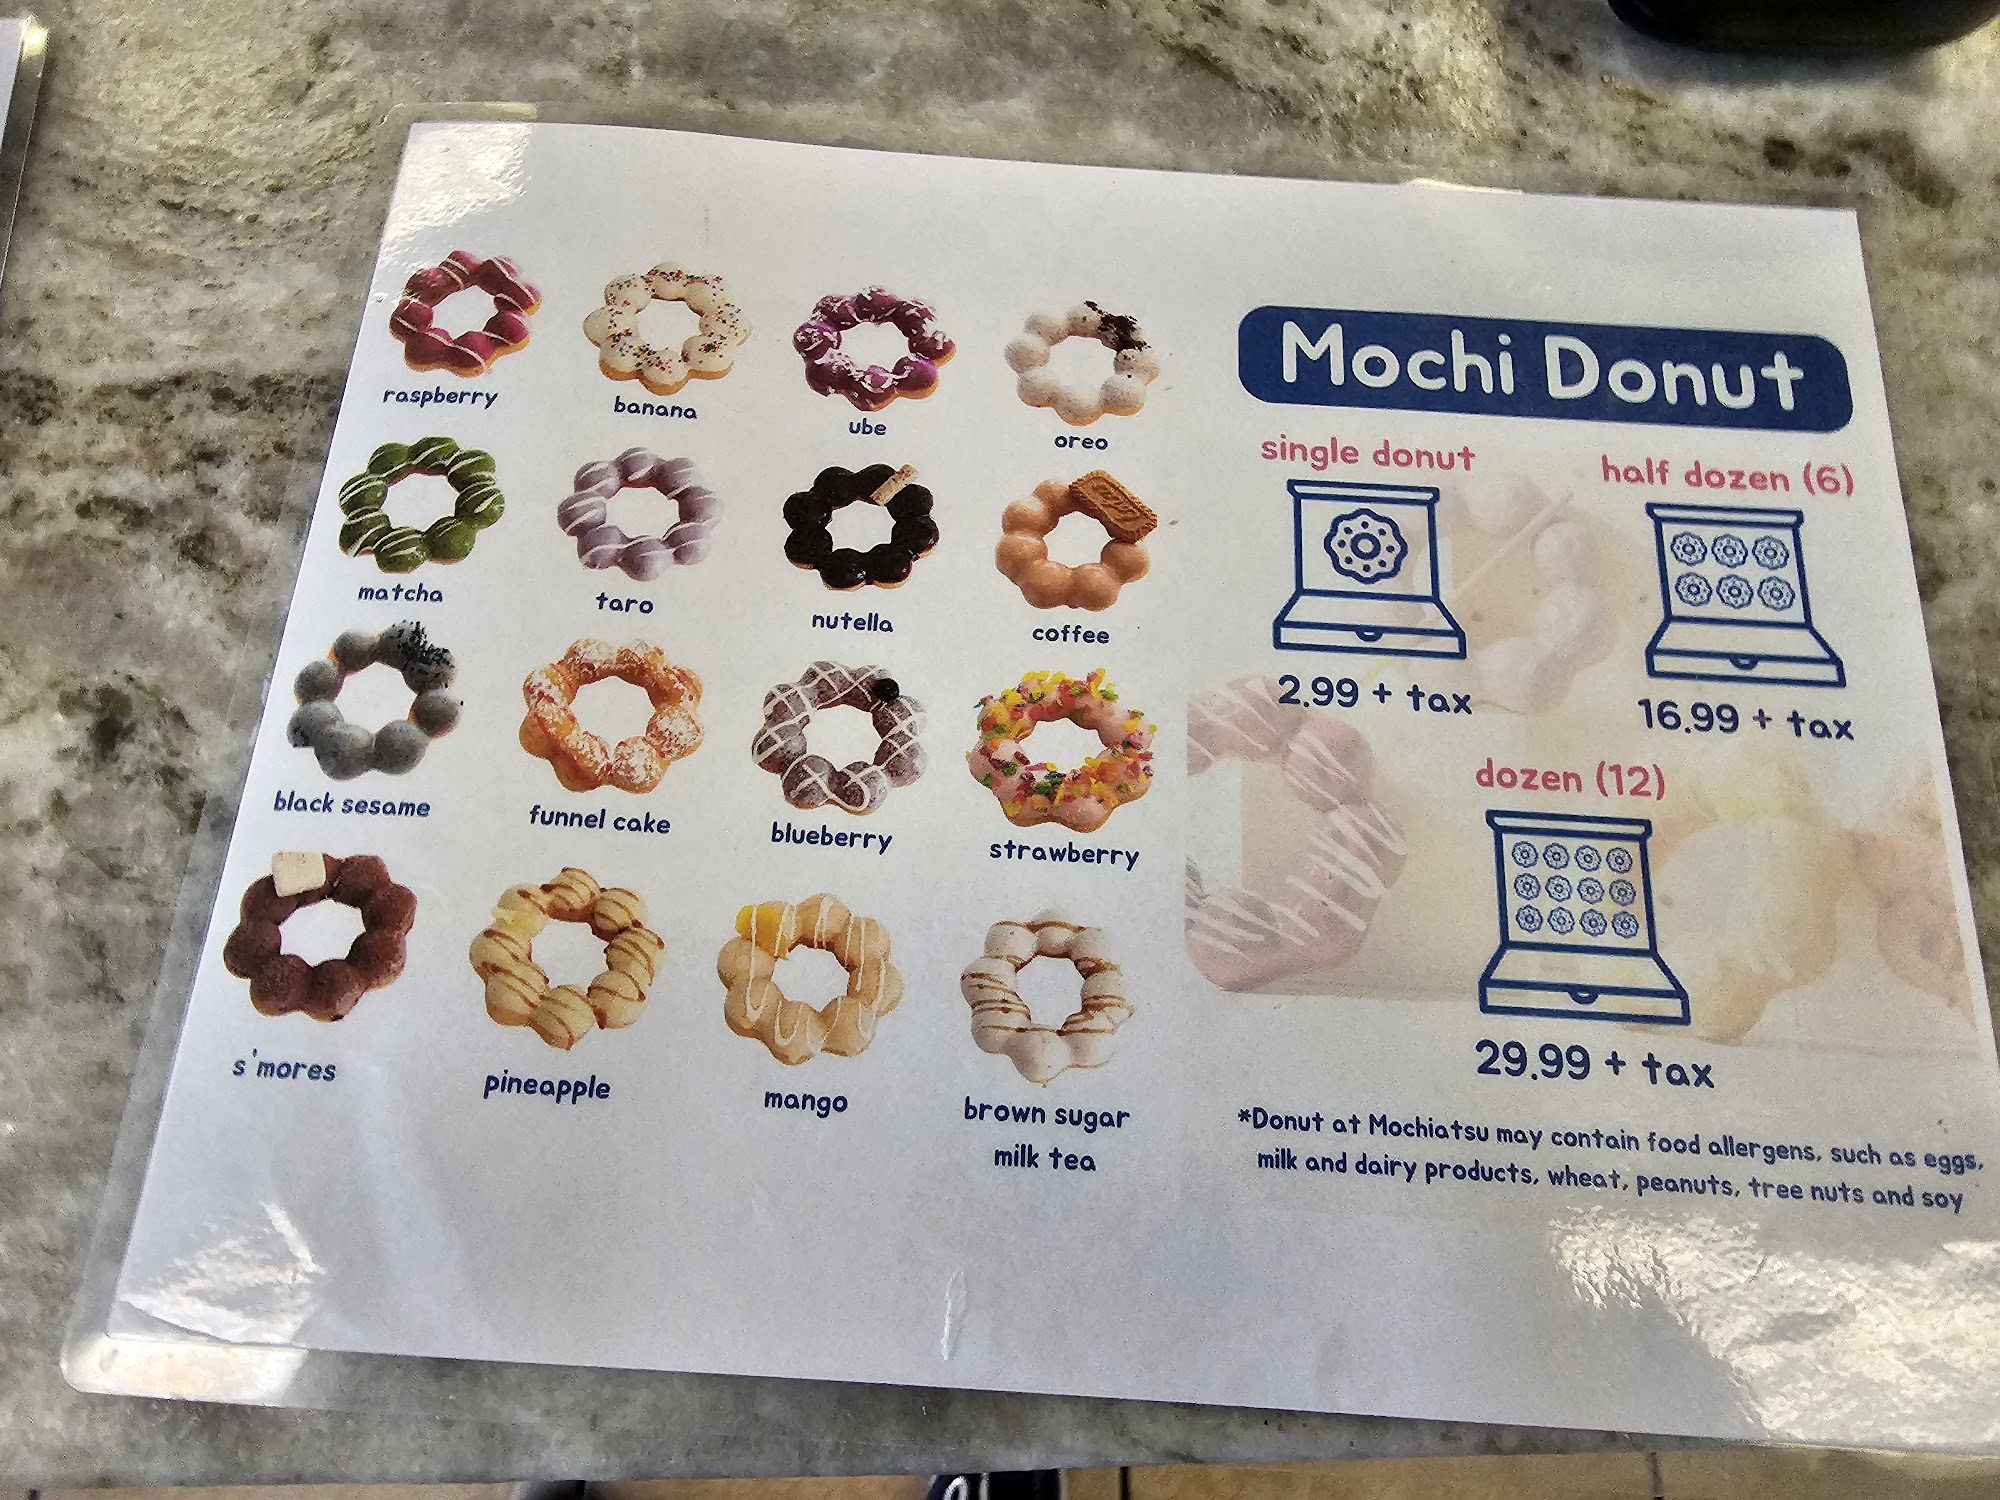 raspberry
banana
ube
oreo
matcha
taro
nutella
coffee
black sesame
funnel cake
blueberry
strawberry
s'mores
pineapple
mango
brown sugar
milk tea
Mochi Donut
single donut
half dozen (6)
2.99 + tax
16.99 + tax
dozen (12)
29.99 + tax
*Donut at Mochiatsu may contain food allergens, such as eggs,
milk and dairy products, wheat, peanuts, tree nuts and soy